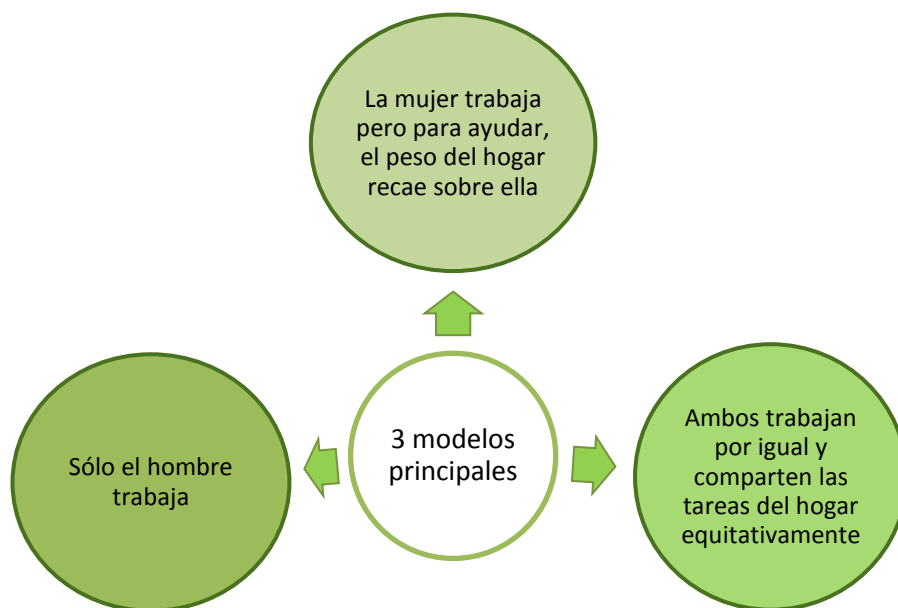 La mujer trabaja
pero para ayudar,
el peso del hogar
recae sobre ella
3 modelos
principales
Sólo el hombre
trabaja
Ambos trabajan
por igual y
comparten las
tareas del hogar
equitativamente